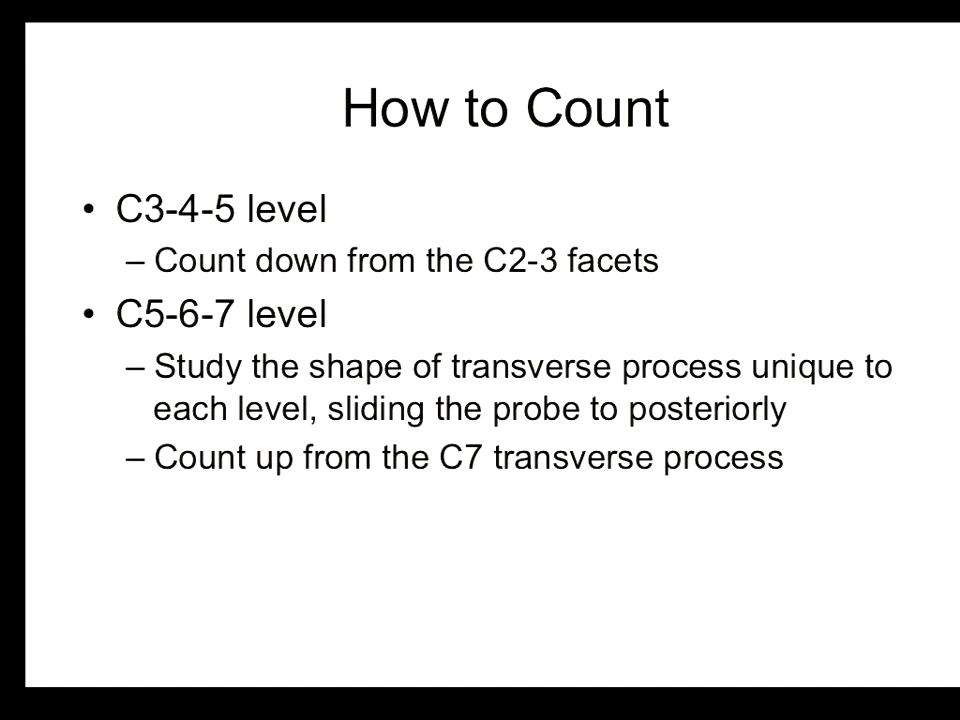 How to Count
• C3-4-5 level
– Count down from the C2-3 facets
• C5-6-7 level
– Study the shape of transverse process unique to
each level, sliding the probe to posteriorly
– Count up from the C7 transverse process